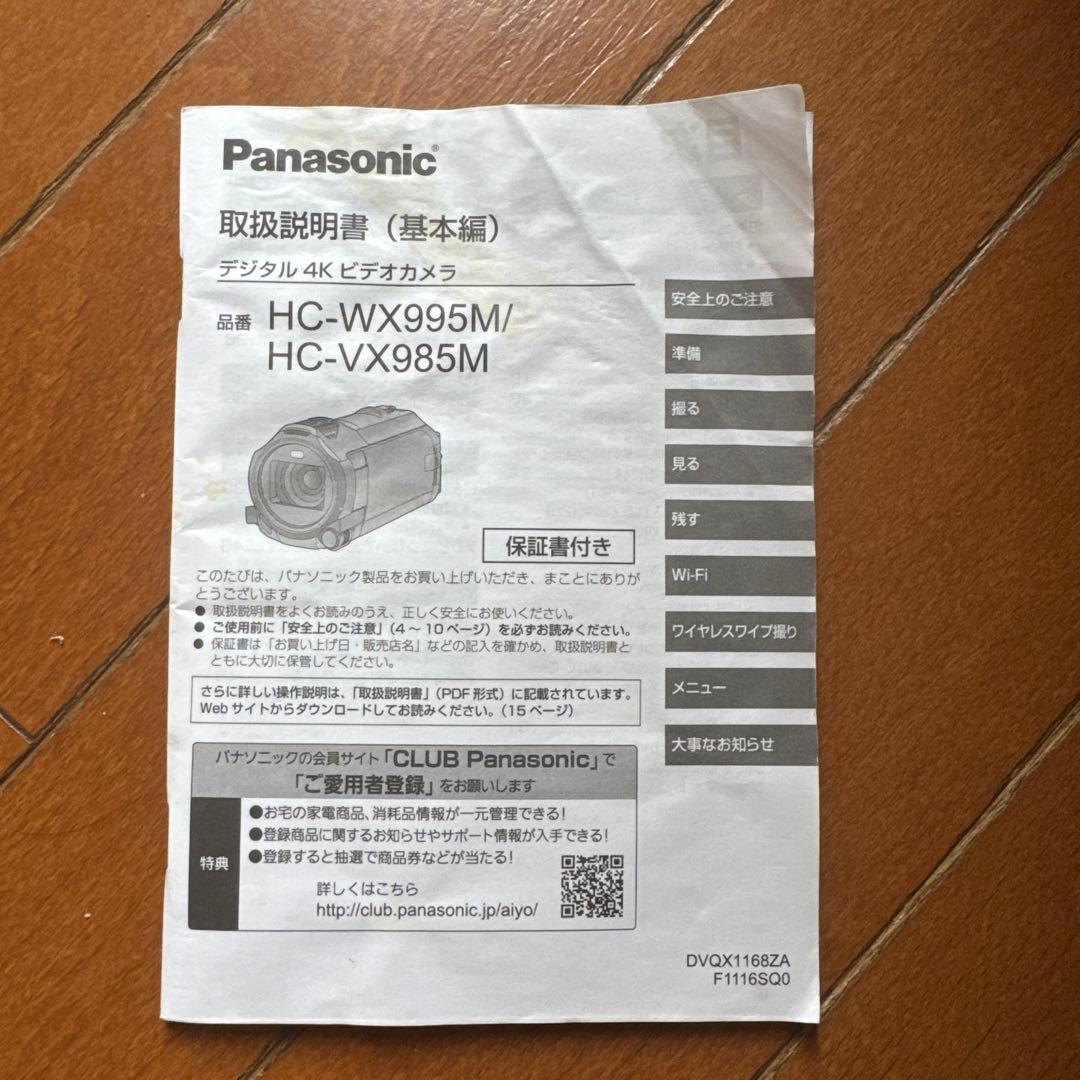 Panasonic®
取扱説明書（基本編）
デジタル 4K ビデオカメラ
品番 HC-WX995M/
HC-VX985M
保証書付き
このたびは、パナソニック製品をお買い上げいただき、まことにありが
とうございます。
● 取扱説明書をよくお読みのうえ、正しく安全にお使いください。
● ご使用前に「安全上のご注意」（4～10ページ）を必ずお読みください。
● 保証書は「お買い上げ日・販売店名」などの記入を確かめ、取扱説明書と
ともに大切に保管してください。
さらに詳しい操作説明は、「取扱説明書」（PDF 形式）に記載されています。
Web サイトからダウンロードしてお読みください。（15 ページ）
パナソニックの会員サイト「CLUB Panasonic」で
「ご愛用者登録」をお願いします
特典
●お宅の家電商品、消耗品情報が一元管理できる！
●登録商品に関するお知らせやサポート情報が入手できる！
●登録すると抽選で商品券などが当たる！
詳しくはこちら
http://club.panasonic.jp/aiyo/
安全上のご注意
準備
撮る
見る
残す
Wi-Fi
ワイヤレスワイプ撮り
メニュー
大事なお知らせ
DVQX1168ZA
F1116SQ0